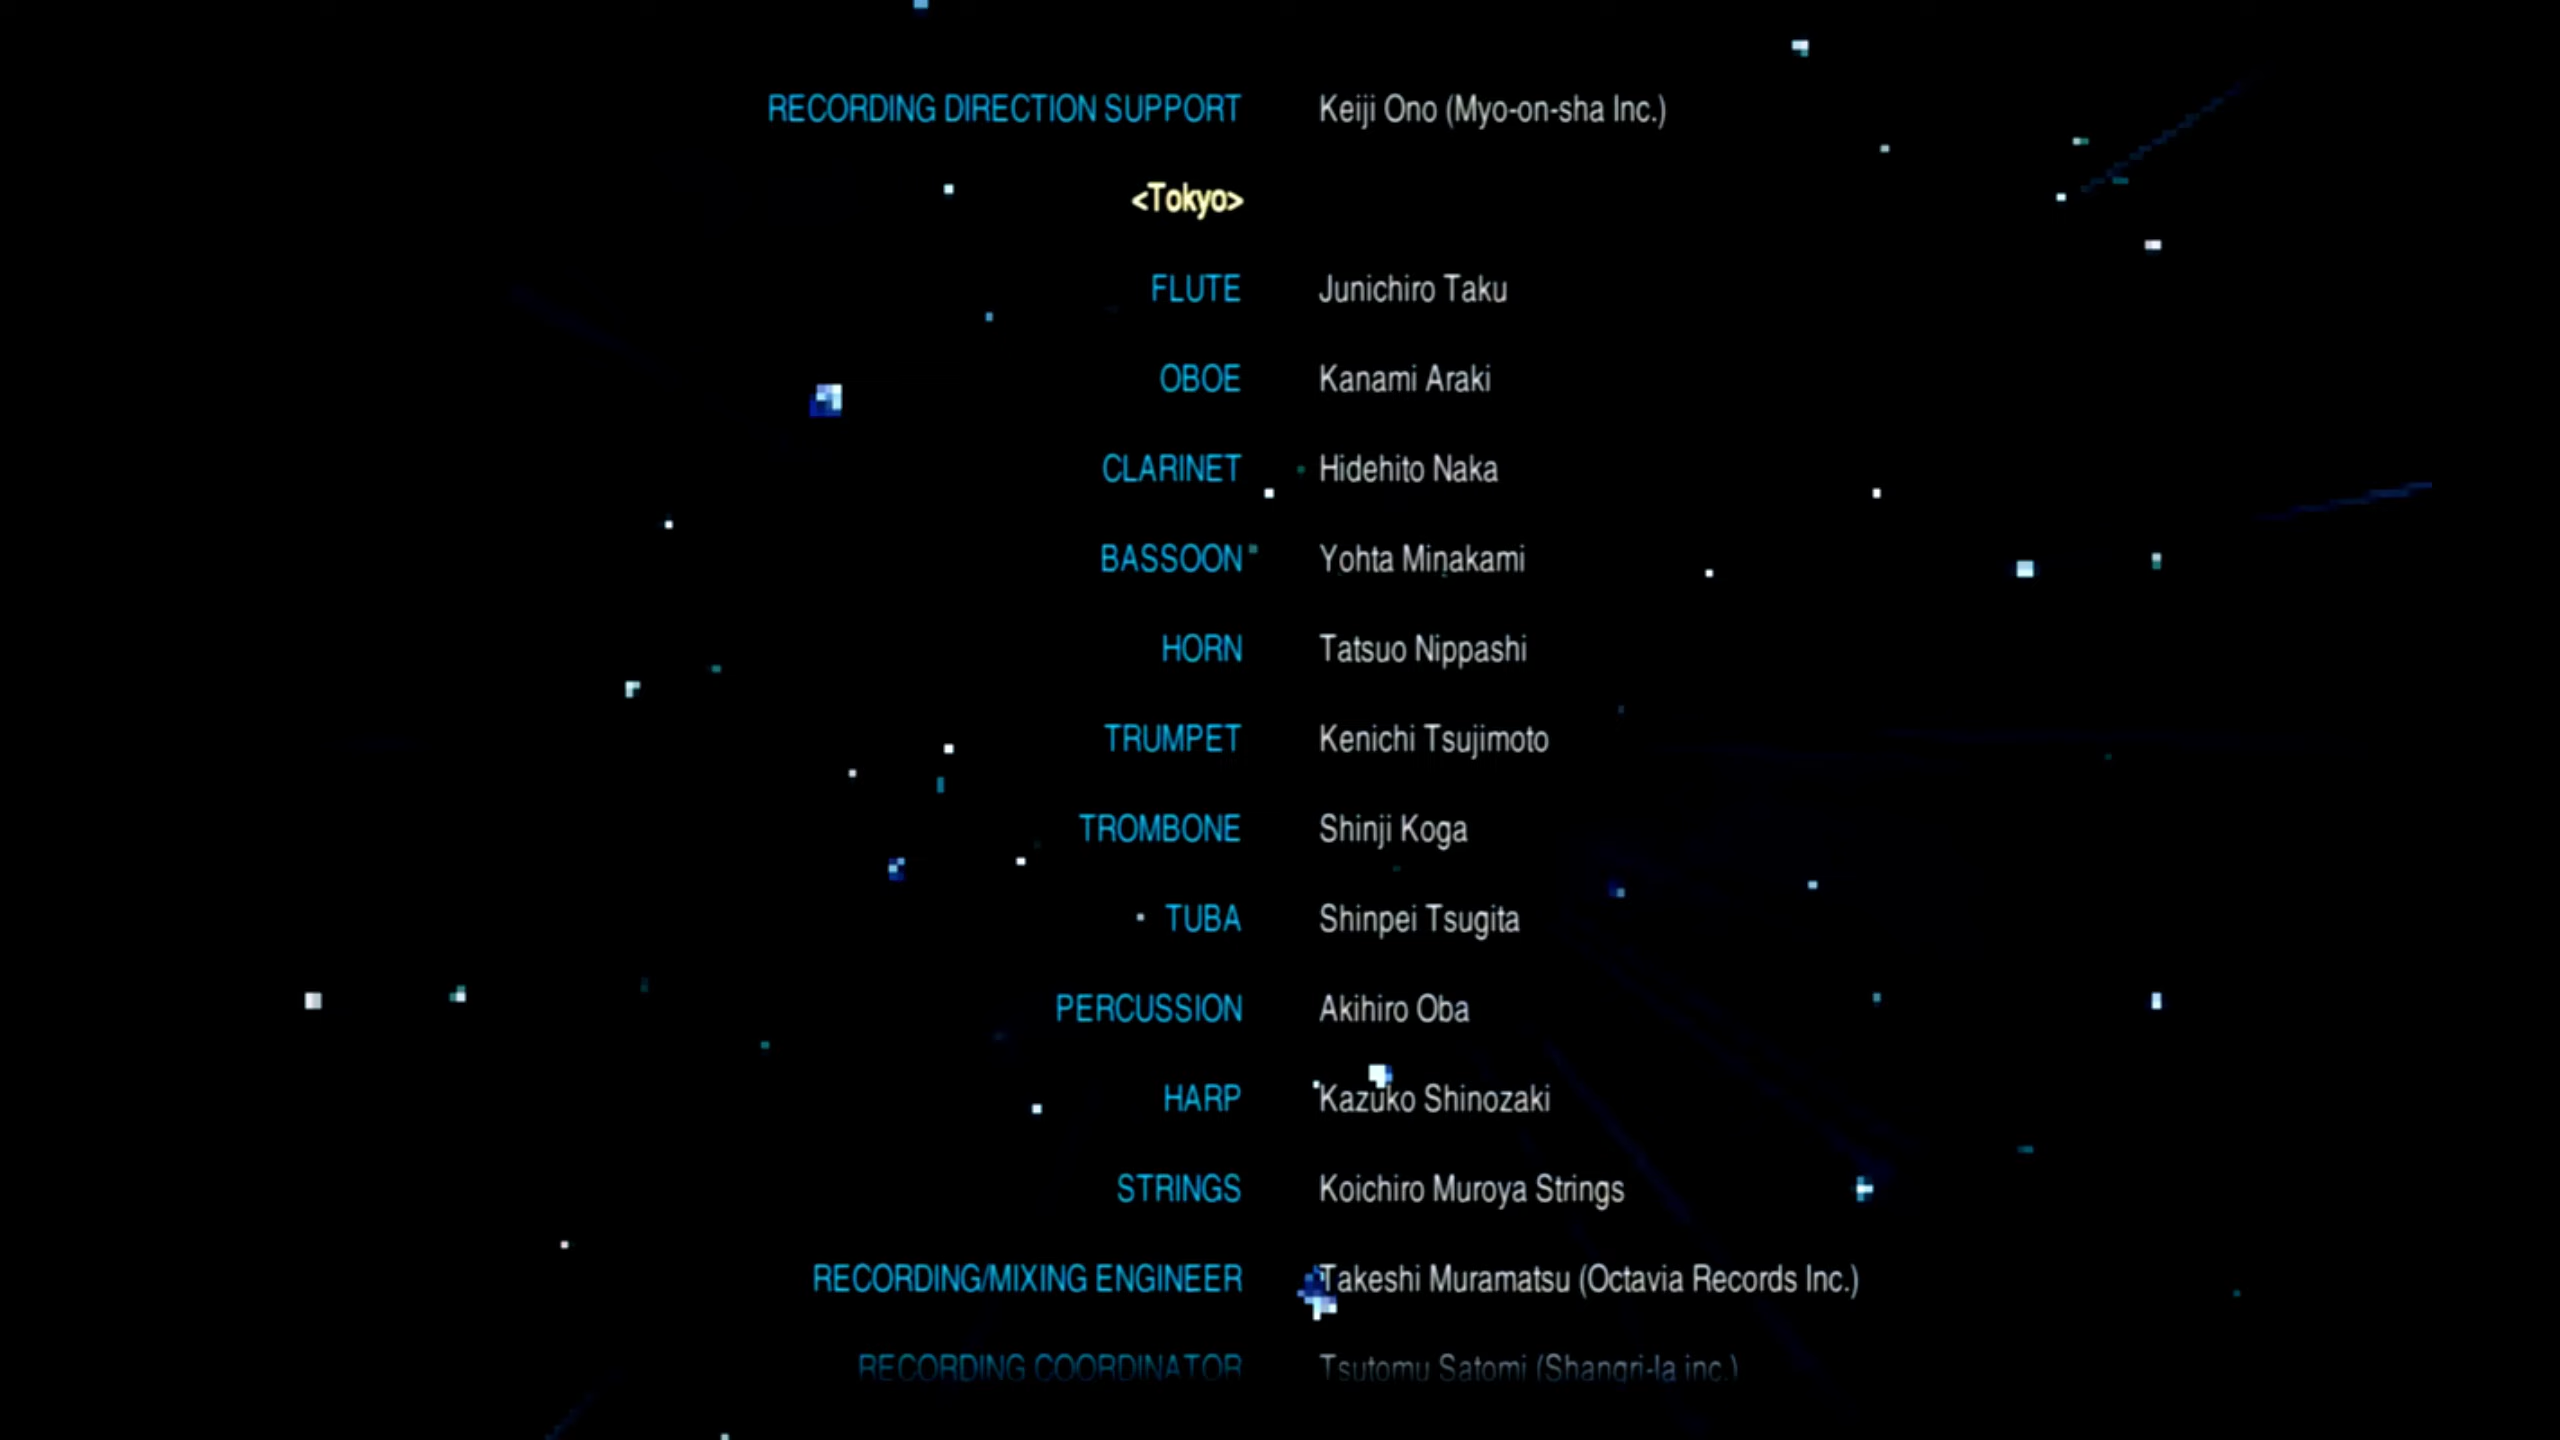 RECORDING DIRECTION SUPPORT Keiji Ono (Myo-on-sha Inc.)
<Tokyo>
FLUTE Junichiro Taku
OBOE Kanami Araki
CLARINET Hidehito Naka
BASSOON Yohta Minakami
HORN Tatsuo Nippashi
TRUMPET Kenichi Tsujimoto
TROMBONE Shinji Koga
TUBA Shinpei Tsugita
PERCUSSION Akihiro Oba
HARP Kazuko Shinozaki
STRINGS Koichiro Muroya Strings
RECORDING/MIXING ENGINEER Takeshi Muramatsu (Octavia Records Inc.)
RECORDING COORDINATOR Tsutomu Satomi (Shangri-la inc.)